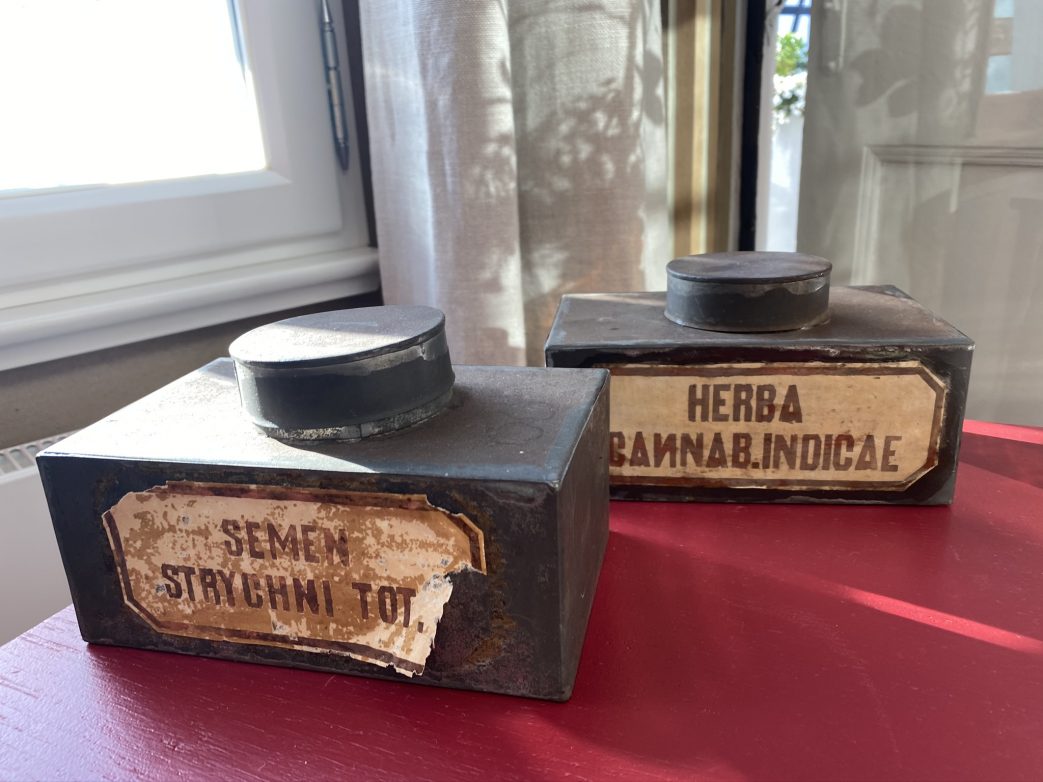 SEMEN
STRYCHNI TOT.
HERBA
CANNAB.INDICAE